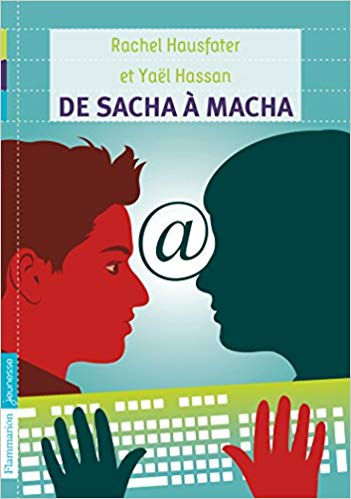 Rachel Hausfater
et Yaël Hassan
DE SACHA À MACHA
@
Flammarion jeunesse